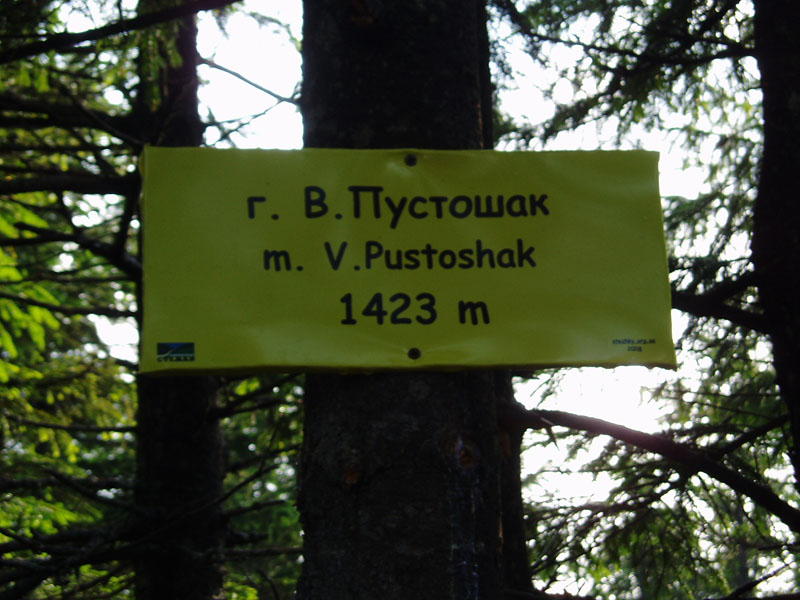 г. В.Пустошак
m. V.Pustoshak
1423 m